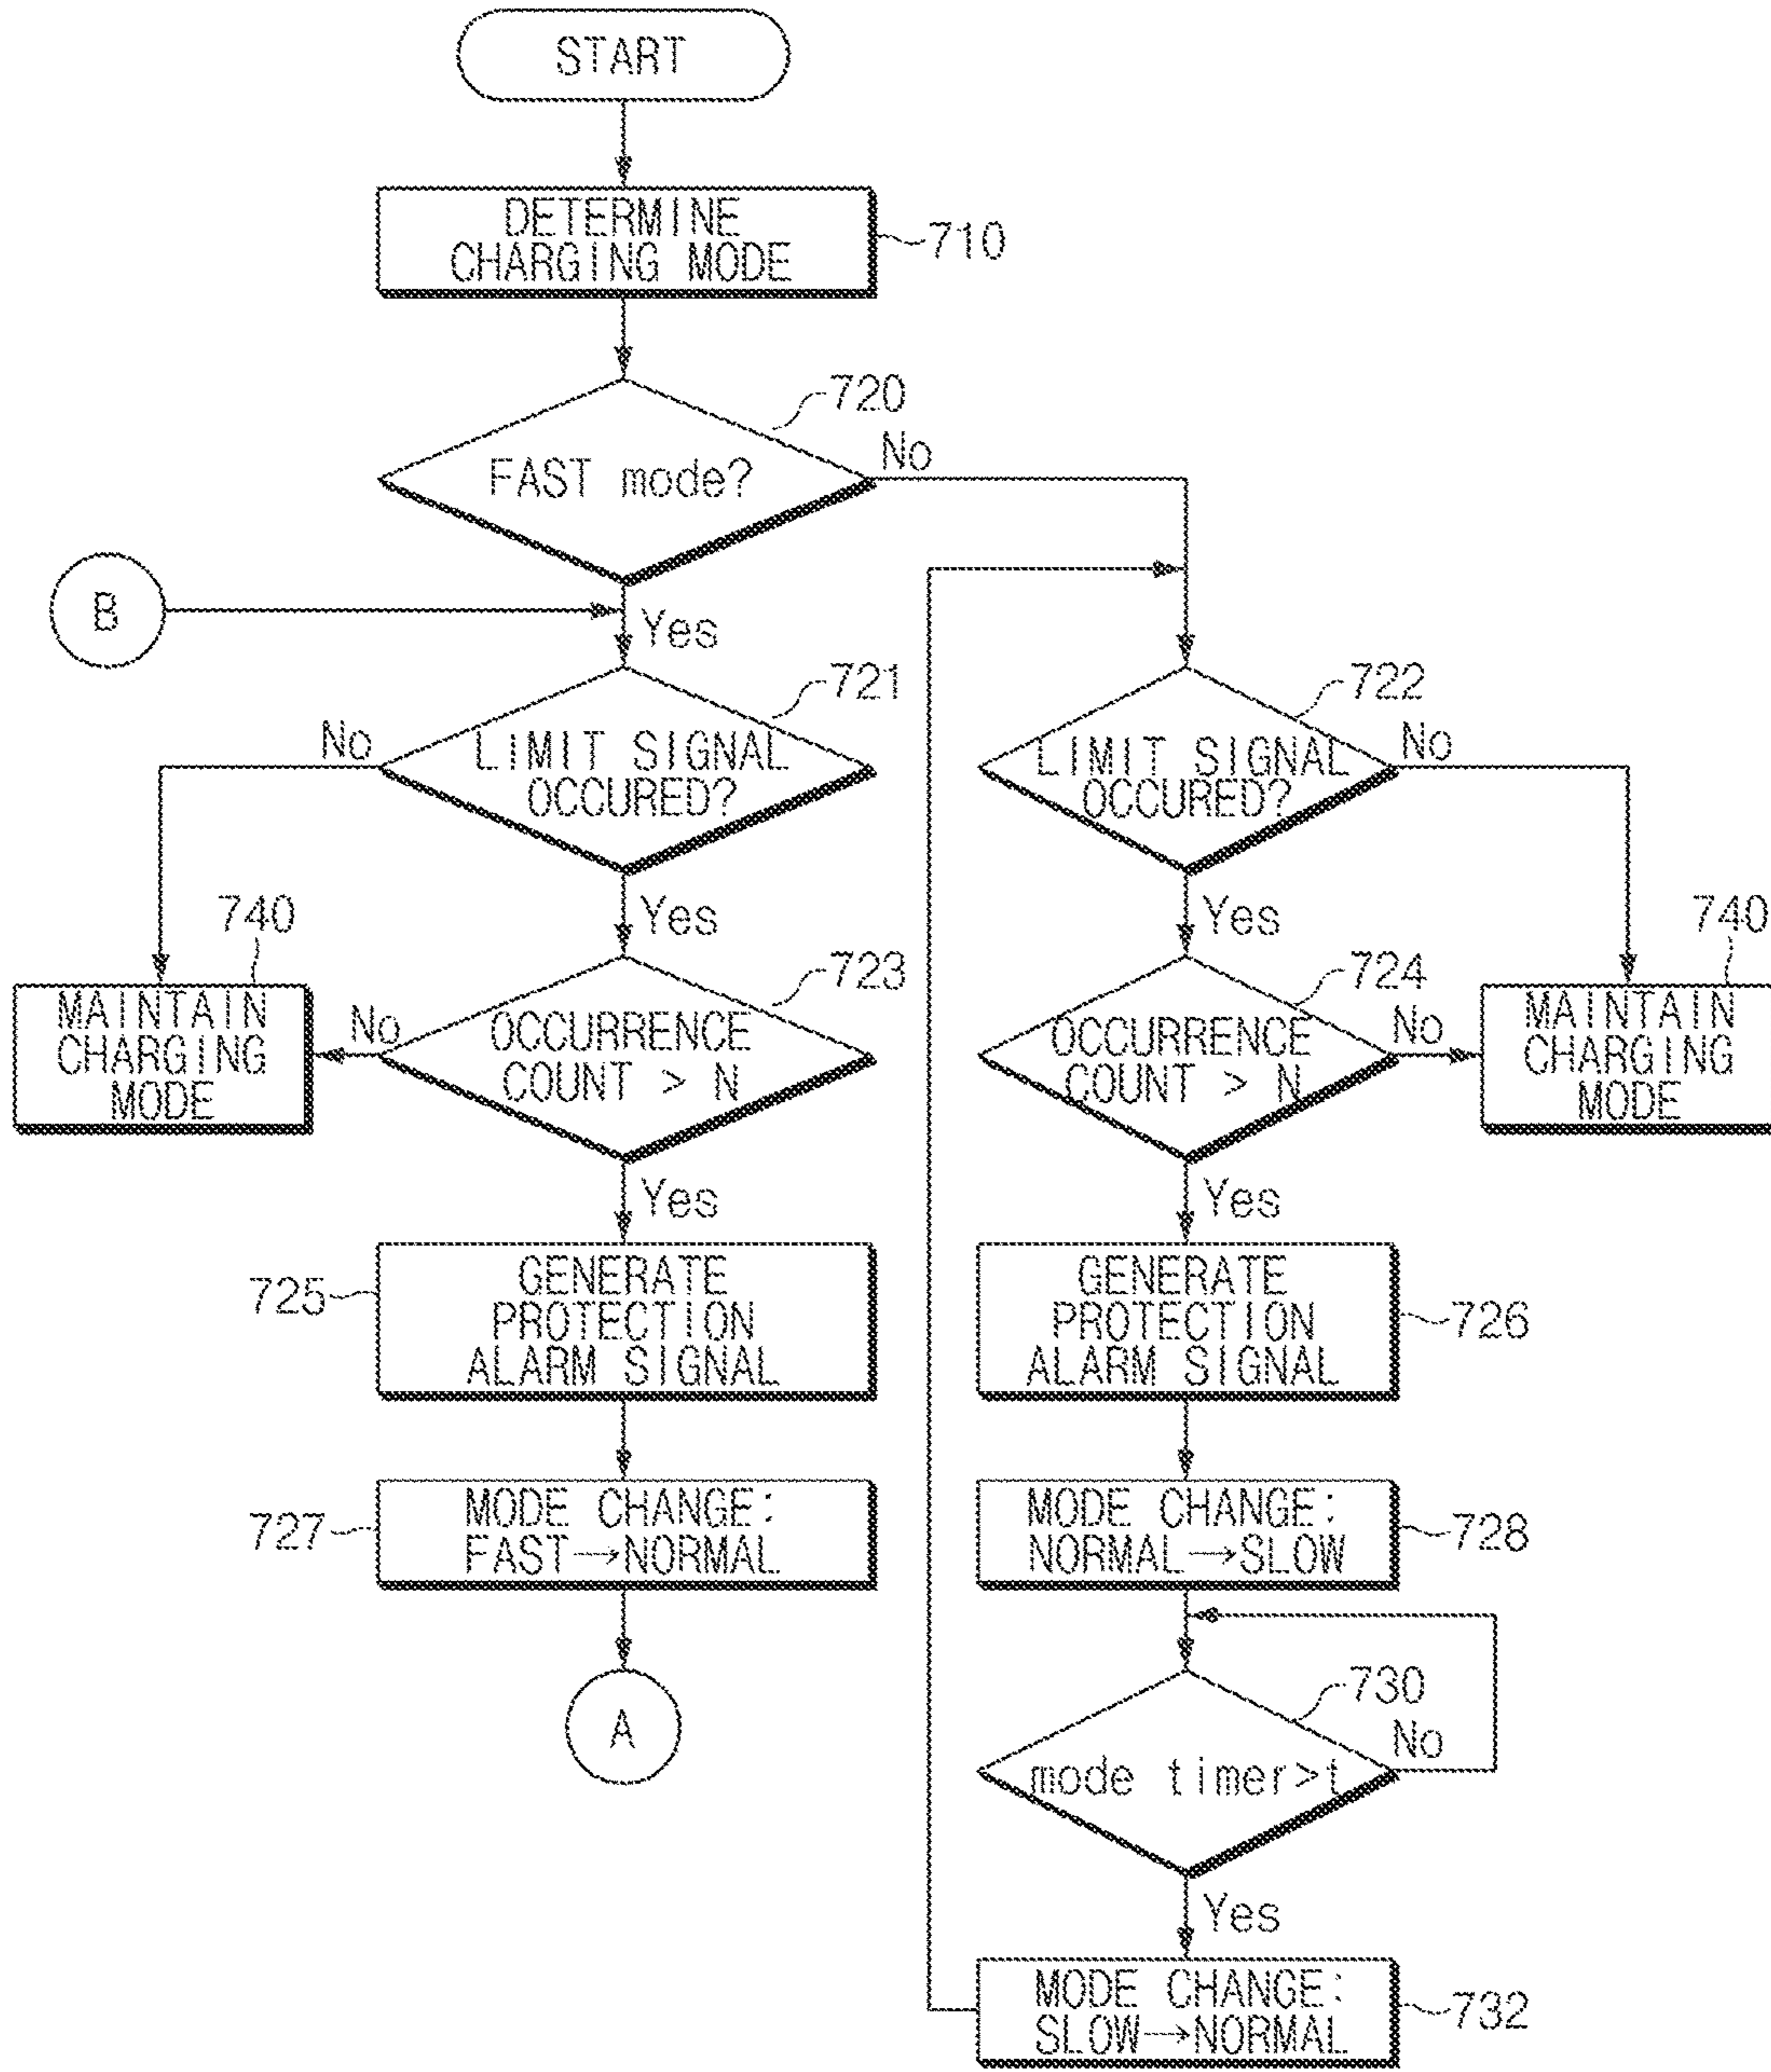 START
DETERMINE
CHARGING MODE
710
720
FAST mode?
No
B
Yes
721
LIMIT SIGNAL
OCCURED?
No
722
LIMIT SIGNAL
OCCURED?
No
Yes
Yes
740
MAINTAIN
CHARGING
MODE
No
723
OCCURRENCE
COUNT > N
724
OCCURRENCE
COUNT > N
No
740
MAINTAIN
CHARGING
MODE
Yes
Yes
725
GENERATE
PROTECTION
ALARM SIGNAL
GENERATE
PROTECTION
ALARM SIGNAL
726
727
MODE CHANGE:
FAST→NORMAL
MODE CHANGE:
NORMAL→SLOW
728
A
730
mode timer>t
No
Yes
MODE CHANGE:
SLOW→NORMAL
732